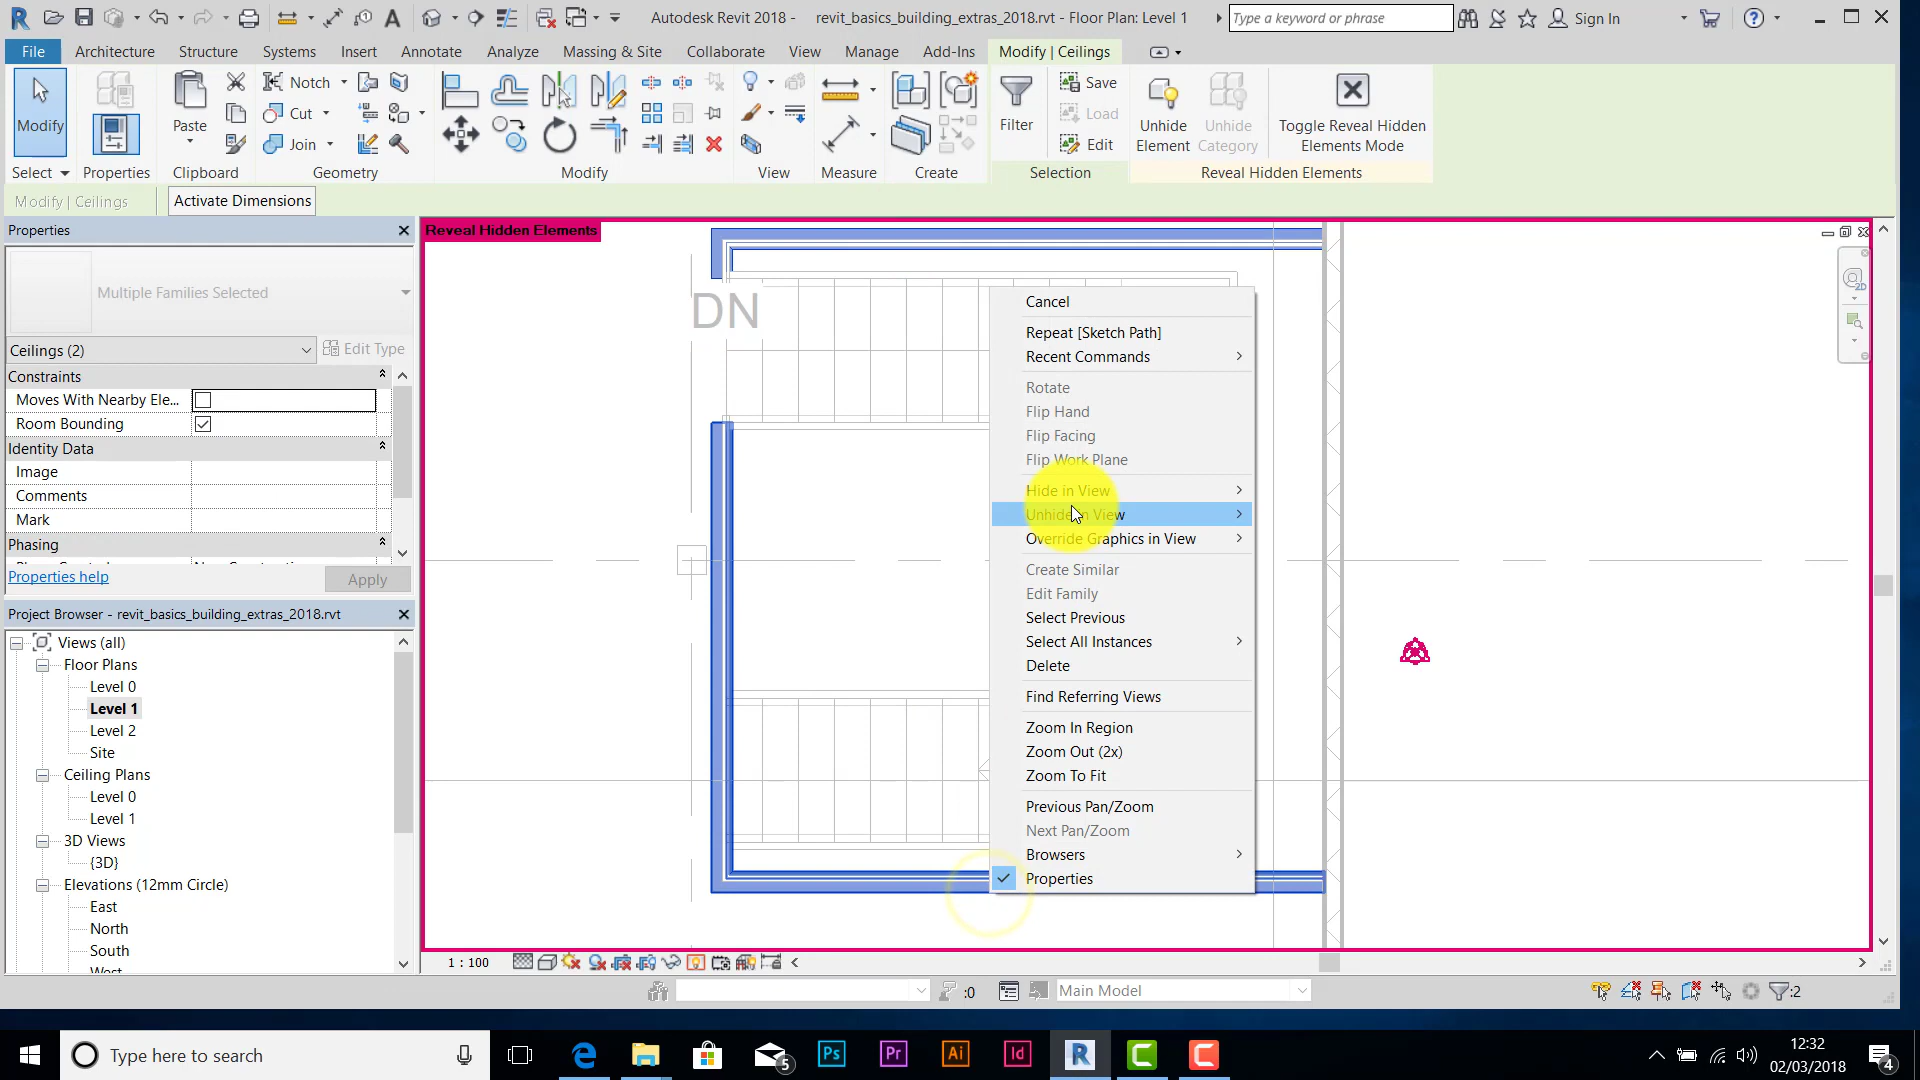 Autodesk Revit 2018 - revit_basics_building_extras_2018.rvt - Floor Plan: Level 1
Type a keyword or phrase
Sign In
File Architecture Structure Systems Insert Annotate Analyze Massing & Site Collaborate View Manage Add-Ins Modify | Ceilings
Modify
Paste
Notch
Cut
Join
Filter
Save
Load
Edit
Unhide Element
Unhide Category
Toggle Reveal Hidden Elements Mode
Select Properties Clipboard Geometry Modify View Measure Create Selection Reveal Hidden Elements
Modify | Ceilings Activate Dimensions
Properties
Multiple Families Selected
Ceilings (2) Edit Type
Constraints
Moves With Nearby Ele...
Room Bounding
Identity Data
Image
Comments
Mark
Phasing
Properties help Apply
Project Browser - revit_basics_building_extras_2018.rvt
Views (all)
Floor Plans
Level 0
Level 1
Level 2
Site
Ceiling Plans
Level 0
Level 1
3D Views
{3D}
Elevations (12mm Circle)
East
North
South
Reveal Hidden Elements
DN
Cancel
Repeat [Sketch Path]
Recent Commands
Rotate
Flip Hand
Flip Facing
Flip Work Plane
Hide in View
Unhide in View
Override Graphics in View
Create Similar
Edit Family
Select Previous
Select All Instances
Delete
Find Referring Views
Zoom In Region
Zoom Out (2x)
Zoom To Fit
Previous Pan/Zoom
Next Pan/Zoom
Browsers
Properties
1 : 100
:0
Main Model
:2
Type here to search
5
Ps
Pr
Ai
Id
R
C
C
12:32
02/03/2018
4